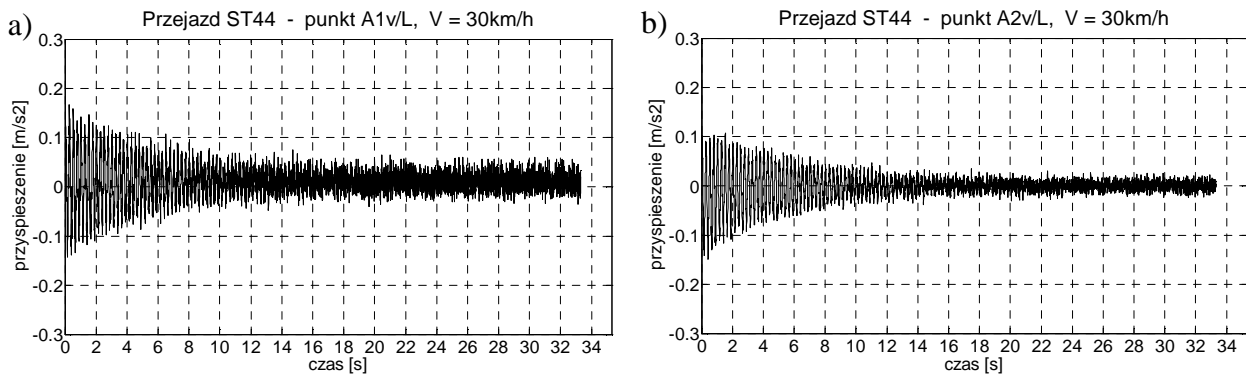 a)
Przejazd ST44 - punkt A1v/L, V = 30km/h
przyspieszenie [m/s2]
0.3
0.2
0.1
0
-0.1
-0.2
-0.3
0 2 4 6 8 10 12 14 16 18 20 22 24 26 28 30 32 34
czas [s]
b)
Przejazd ST44 - punkt A2v/L, V = 30km/h
przyspieszenie [m/s2]
0.3
0.2
0.1
0
-0.1
-0.2
-0.3
0 2 4 6 8 10 12 14 16 18 20 22 24 26 28 30 32 34
czas [s]